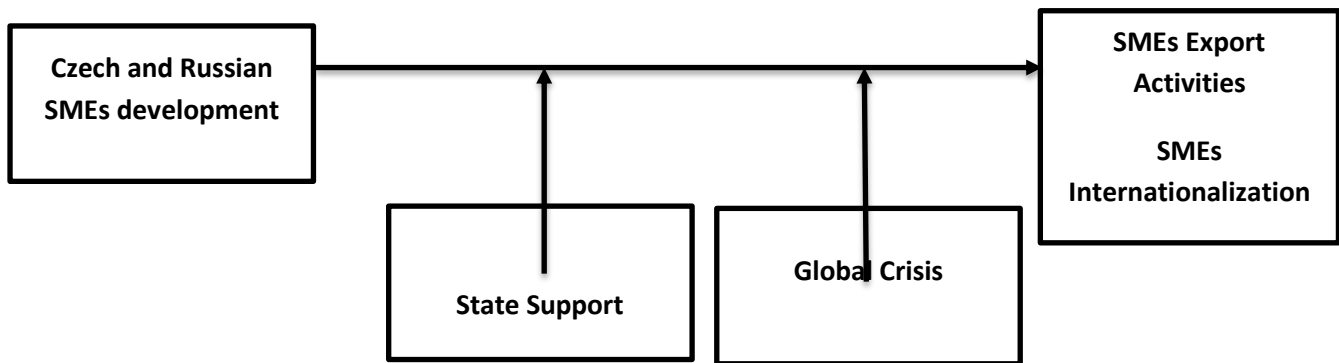 Czech and Russian
SMEs development
SMEs Export
Activities
SMEs
Internationalization
State Support
Global Crisis